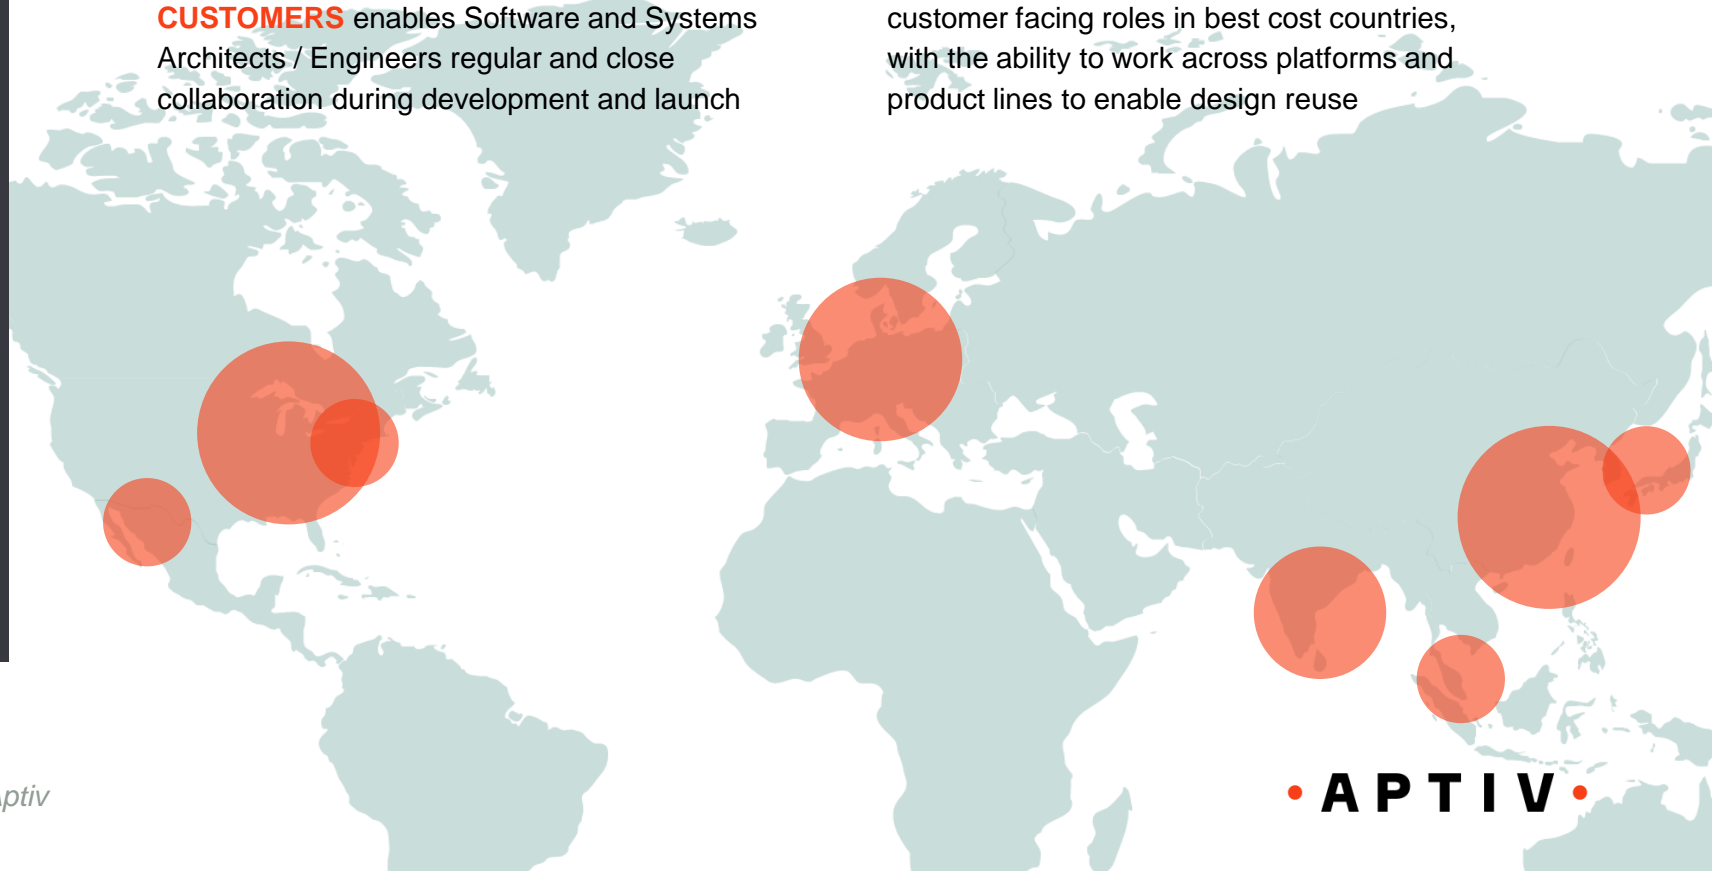 CUSTOMERS enables Software and Systems
Architects / Engineers regular and close
collaboration during development and launch
customer facing roles in best cost countries,
with the ability to work across platforms and
product lines to enable design reuse
ptiv
APTIV